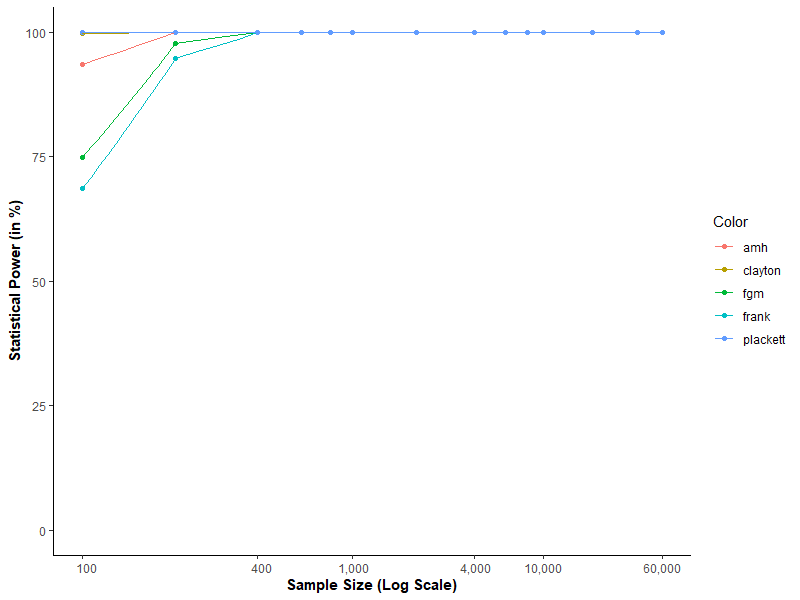 100
75
50
25
0
Statistical Power (in %)
100
400
1,000
4,000
10,000
60,000
Sample Size (Log Scale)
Color
amh
clayton
fgm
frank
plackett